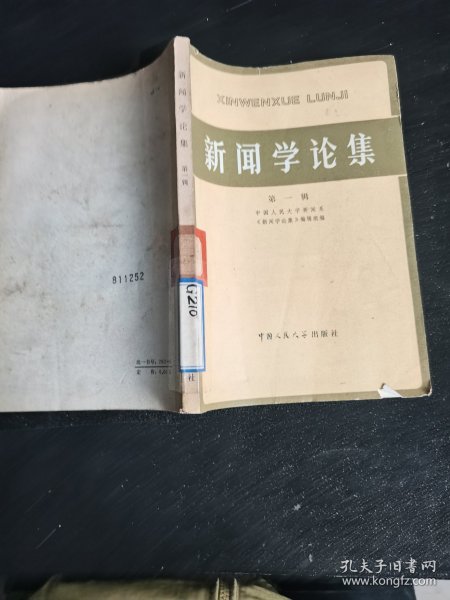 XINWENXUE LUNJI
新闻学论集
第一辑
中国人民大学新闻系
《新闻学论集》编辑组编
中国人民大学出版社
新闻学论集
第一辑
G210
社
811252
孔夫子旧书网
www.kongfz.com